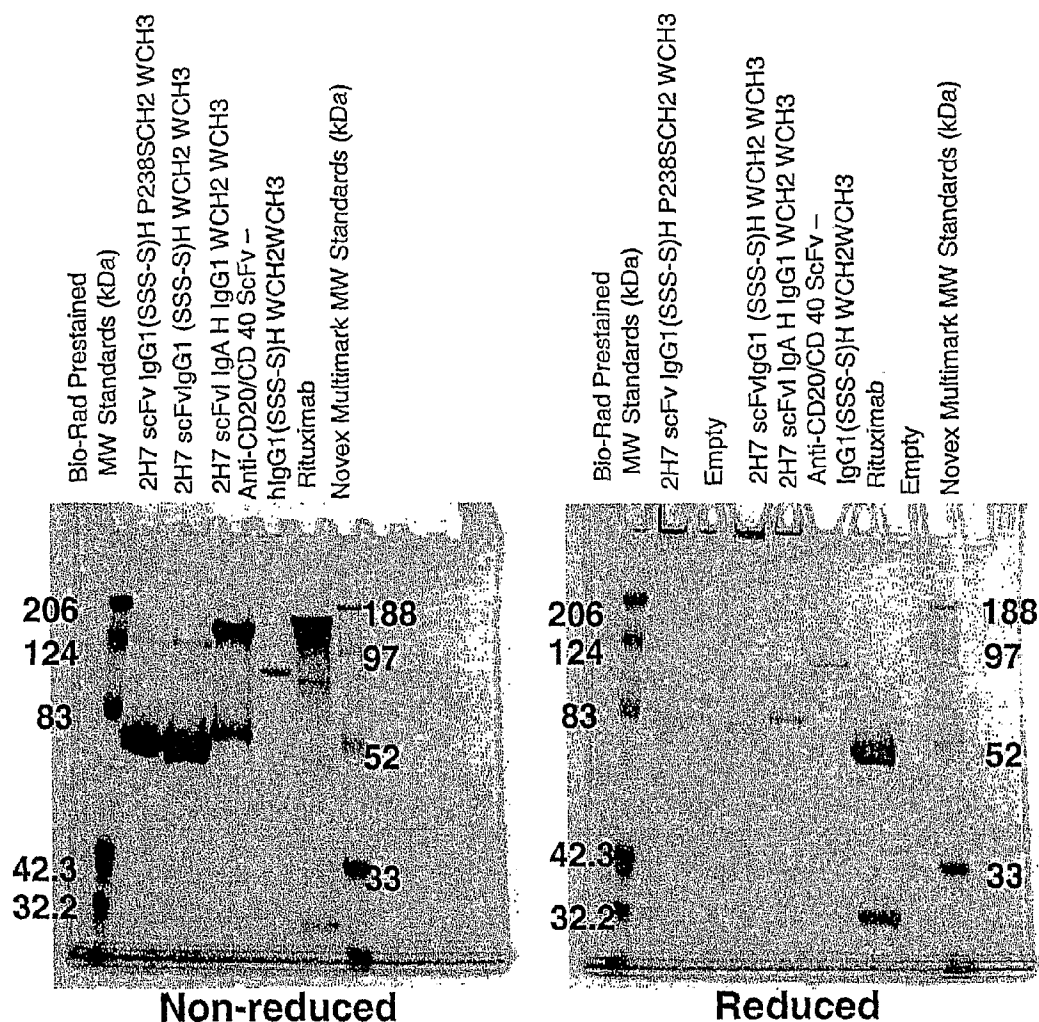 Bio-Rad Prestained
MW Standards (kDa)
2H7 scFv IgG1(SSS-S)H P238SCH2 WCH3
2H7 scFvIgG1 (SSS-S)H WCH2 WCH3
2H7 scFvI IgA H IgG1 WCH2 WCH3
Anti-CD20/CD 40 ScFv –
hIgG1(SSS-S)H WCH2WCH3
Rituximab
Novex Multimark MW Standards (kDa)
206
124
83
42.3
32.2
188
97
52
33
Non-reduced
Bio-Rad Prestained
MW Standards (kDa)
2H7 scFv IgG1(SSS-S)H P238SCH2 WCH3
Empty
2H7 scFvIgG1 (SSS-S)H WCH2 WCH3
2H7 scFvI IgA H IgG1 WCH2 WCH3
Anti-CD20/CD 40 ScFv –
IgG1(SSS-S)H WCH2WCH3
Rituximab
Empty
Novex Multimark MW Standards (kDa)
206
124
83
42.3
32.2
188
97
52
33
Reduced